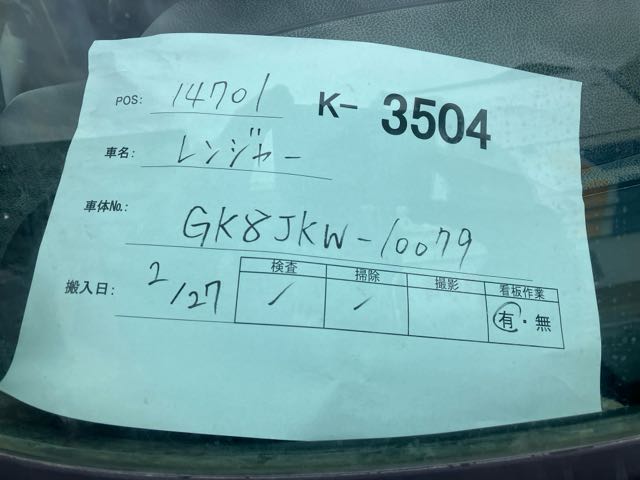 POS: 14701 K- 3504
車名: レンジャー
車体No.: GK8JKW-10079
搬入日: 2/27
検査 掃除 撮影 看板作業
✓ ✓ 有・無